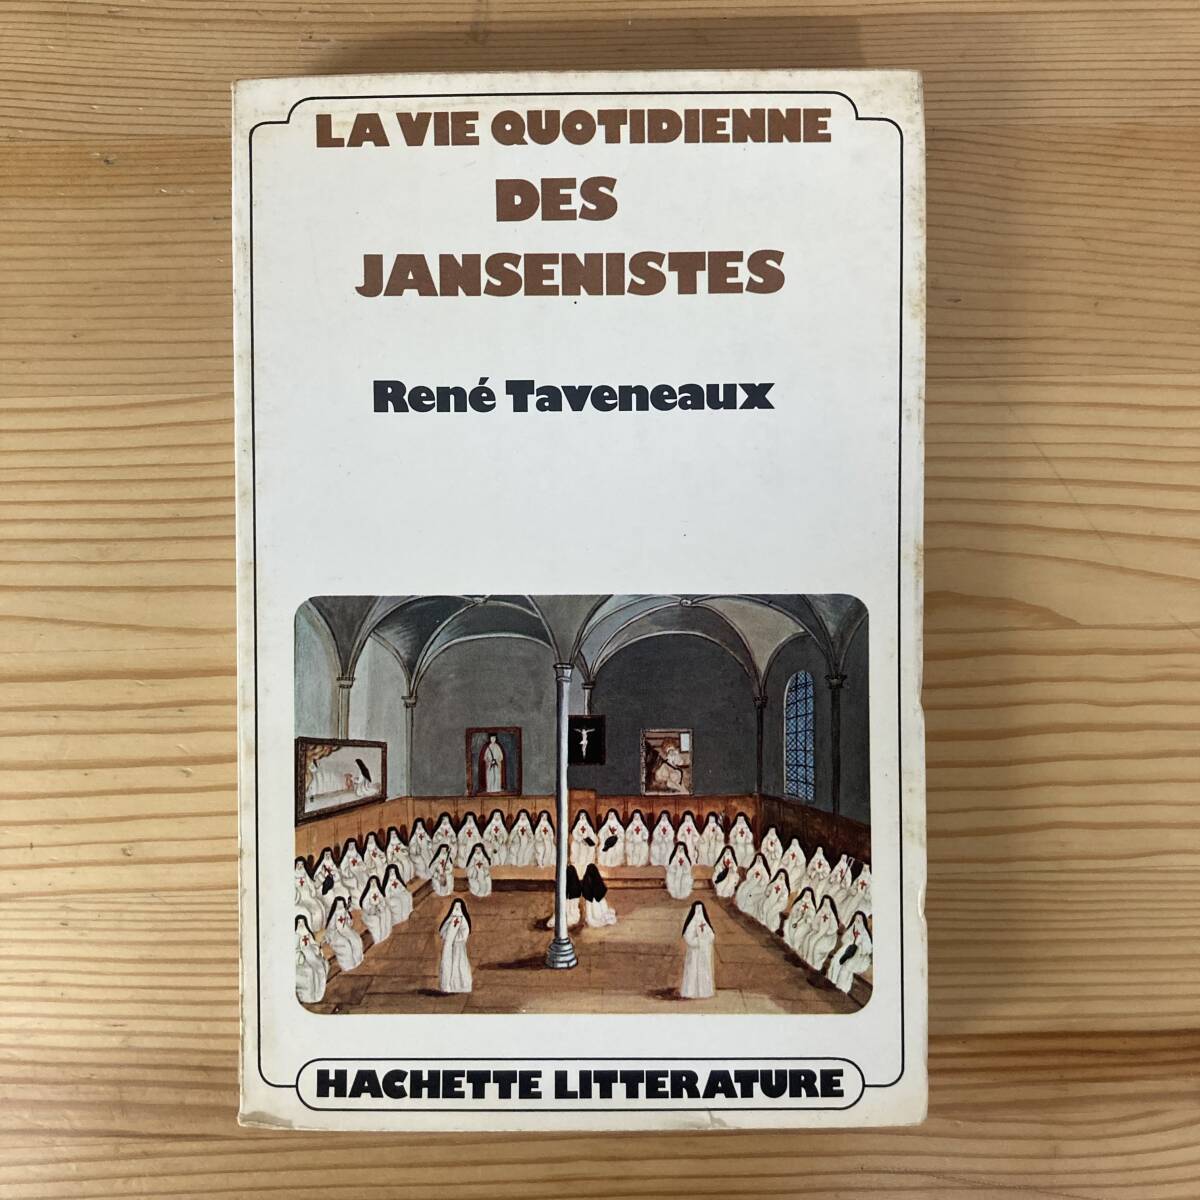 LA VIE QUOTIDIENNE
DES
JANSENISTES
René Taveneaux
HACHETTE LITTERATURE